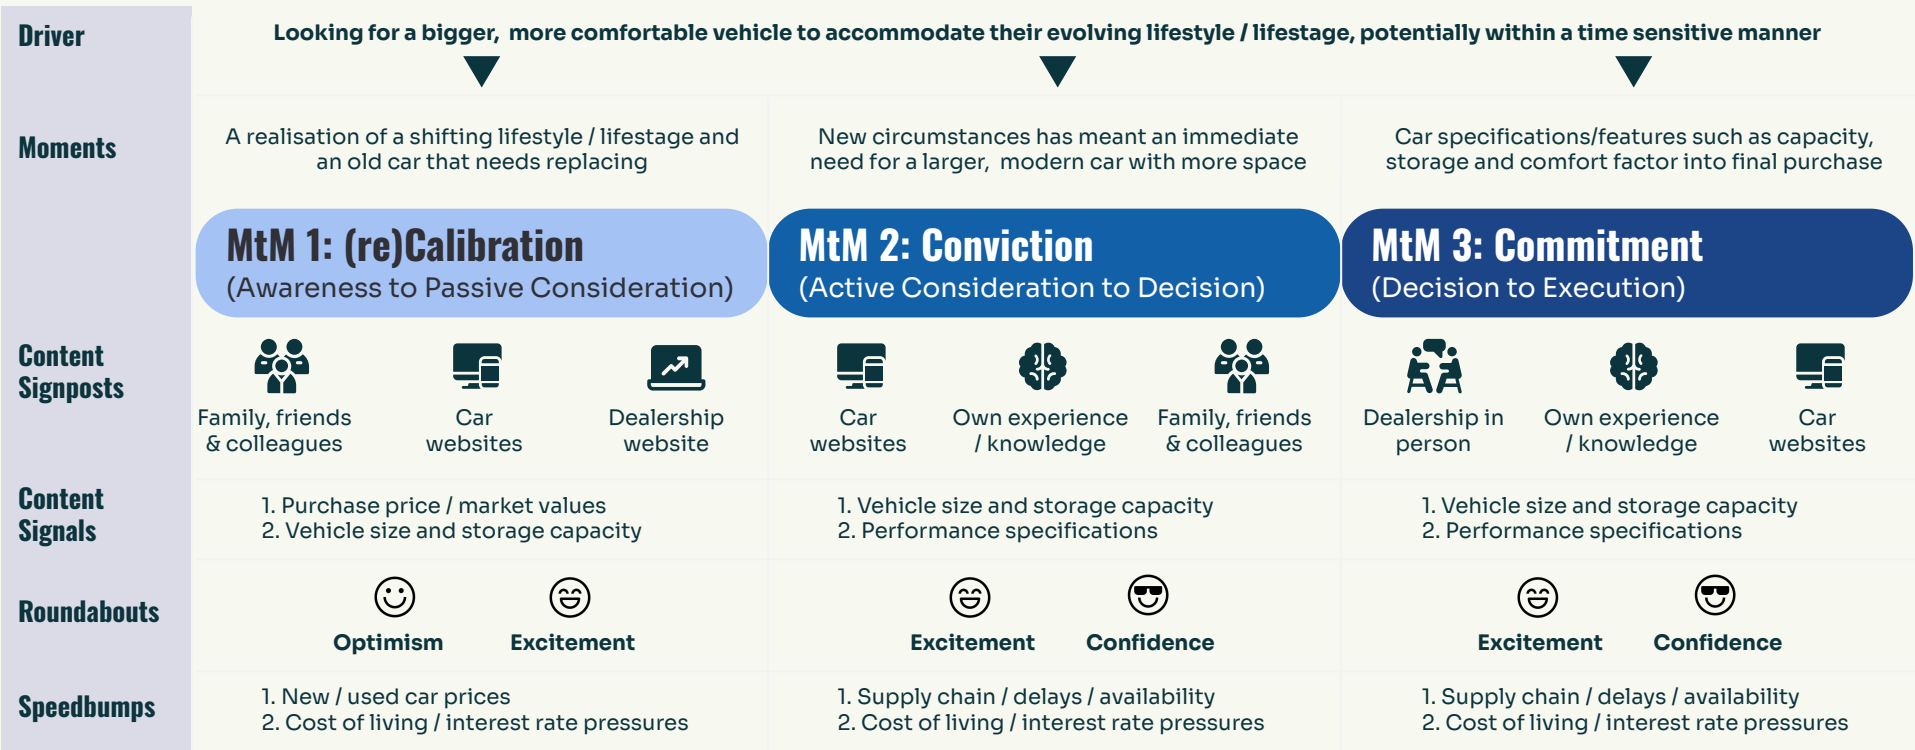 Driver
Looking for a bigger, more comfortable vehicle to accommodate their evolving lifestyle / lifestage, potentially within a time sensitive manner
Moments
A realisation of a shifting lifestyle / lifestage and
an old car that needs replacing
New circumstances has meant an immediate
need for a larger, modern car with more space
Car specifications/features such as capacity,
storage and comfort factor into final purchase
MtM 1: (re)Calibration
(Awareness to Passive Consideration)
MtM 2: Conviction
(Active Consideration to Decision)
MtM 3: Commitment
(Decision to Execution)
Content
Signposts
Family, friends
& colleagues
Car
websites
Dealership
website
Car
websites
Own experience
/ knowledge
Family, friends
& colleagues
Dealership in
person
Own experience
/ knowledge
Car
websites
Content
Signals
1. Purchase price / market values
2. Vehicle size and storage capacity
1. Vehicle size and storage capacity
2. Performance specifications
1. Vehicle size and storage capacity
2. Performance specifications
Roundabouts
Optimism
Excitement
Excitement
Confidence
Excitement
Confidence
Speedbumps
1. New / used car prices
2. Cost of living / interest rate pressures
1. Supply chain / delays / availability
2. Cost of living / interest rate pressures
1. Supply chain / delays / availability
2. Cost of living / interest rate pressures